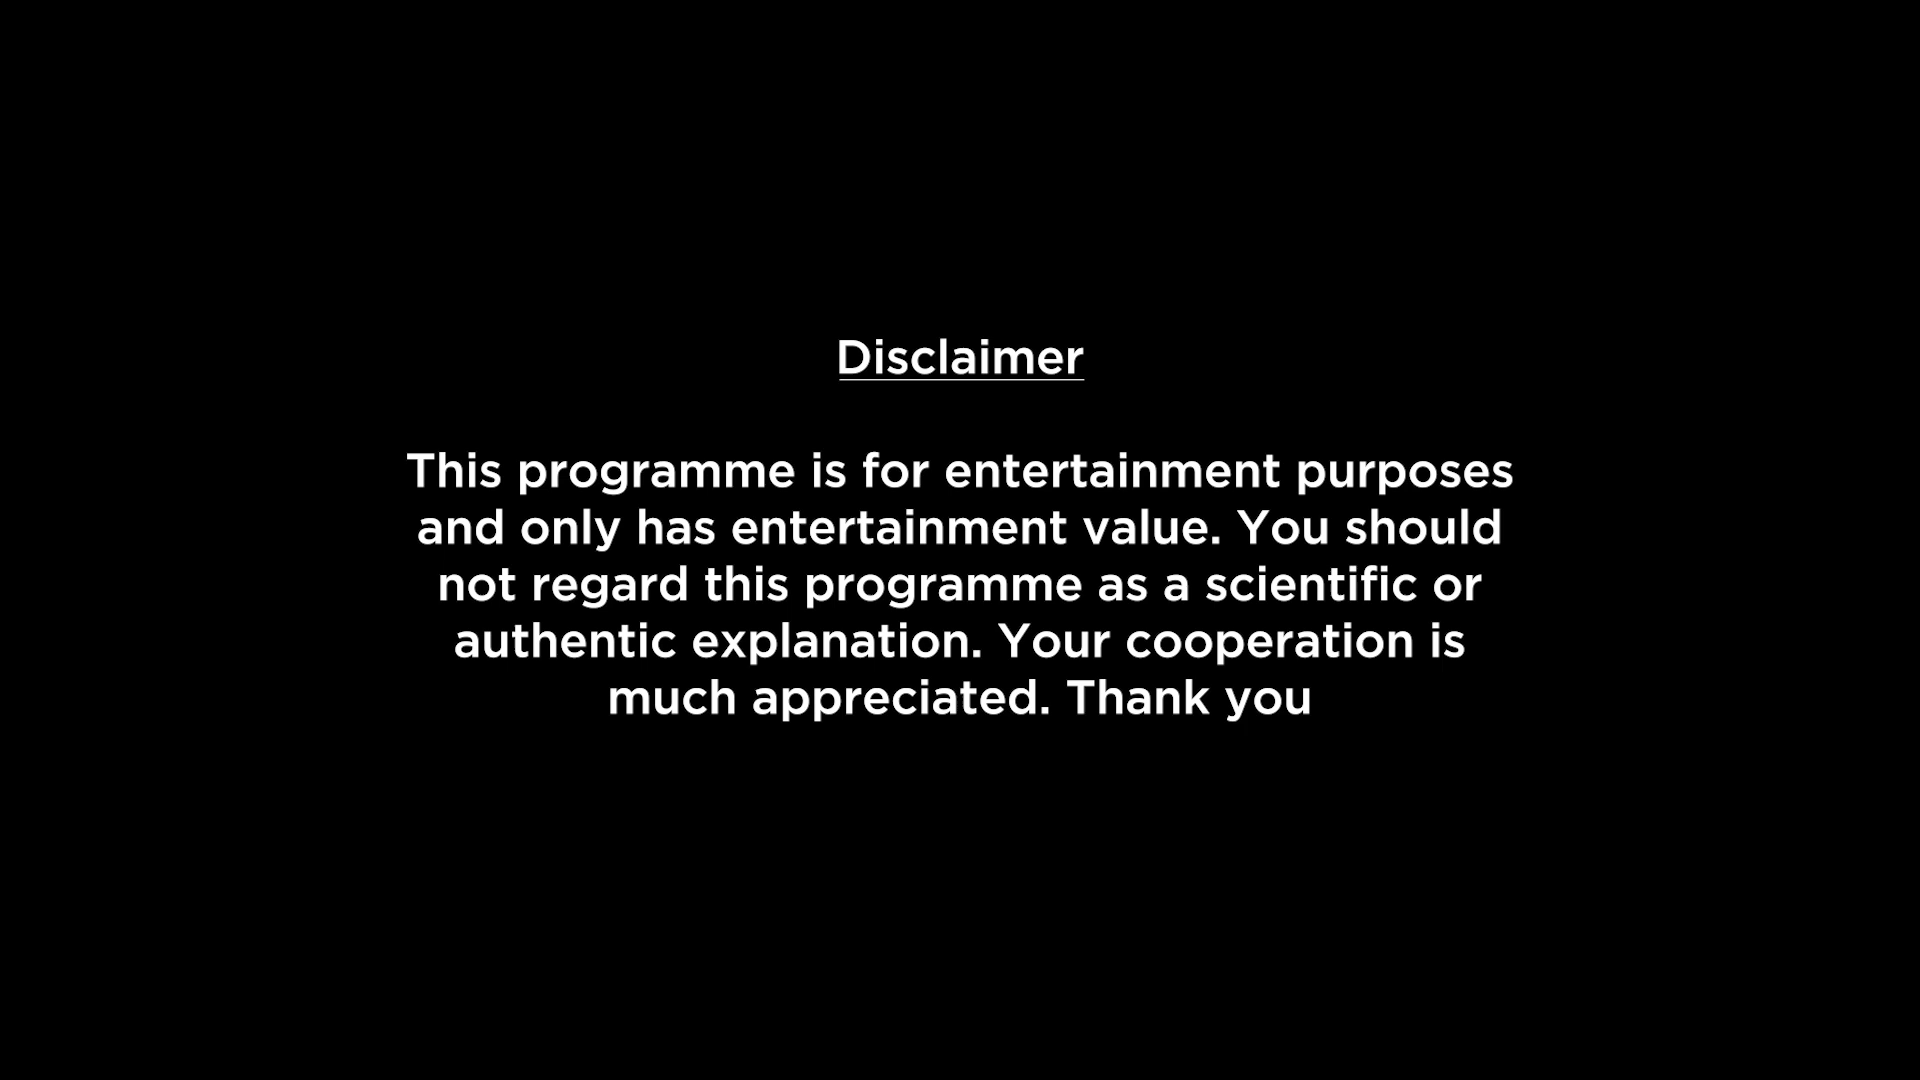 Disclaimer
This programme is for entertainment purposes
and only has entertainment value. You should
not regard this programme as a scientific or
authentic explanation. Your cooperation is
much appreciated. Thank you